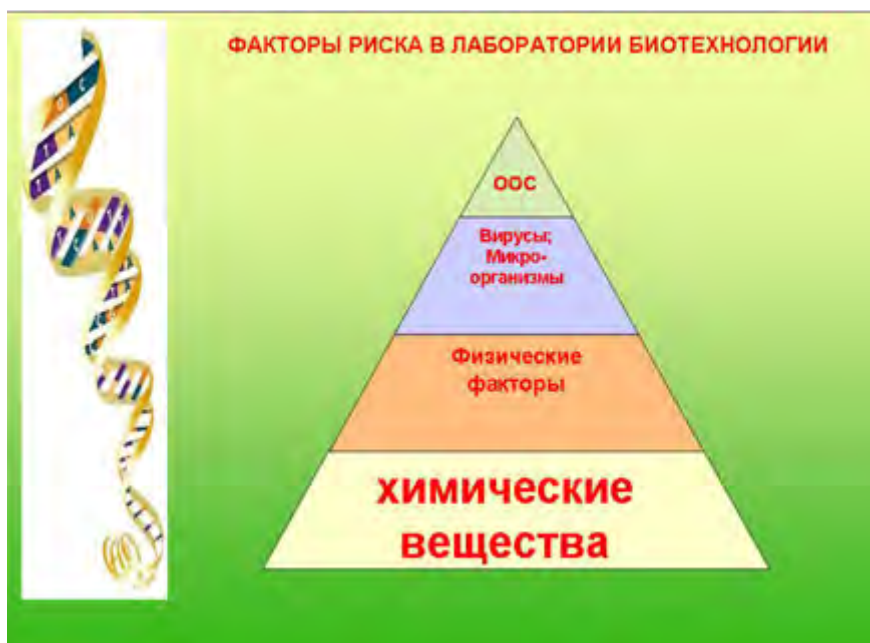 ФАКТОРЫ РИСКА В ЛАБОРАТОРИИ БИОТЕХНОЛОГИИ
ООС
Вирусы;
Микро-
организмы
Физические
факторы
химические
вещества